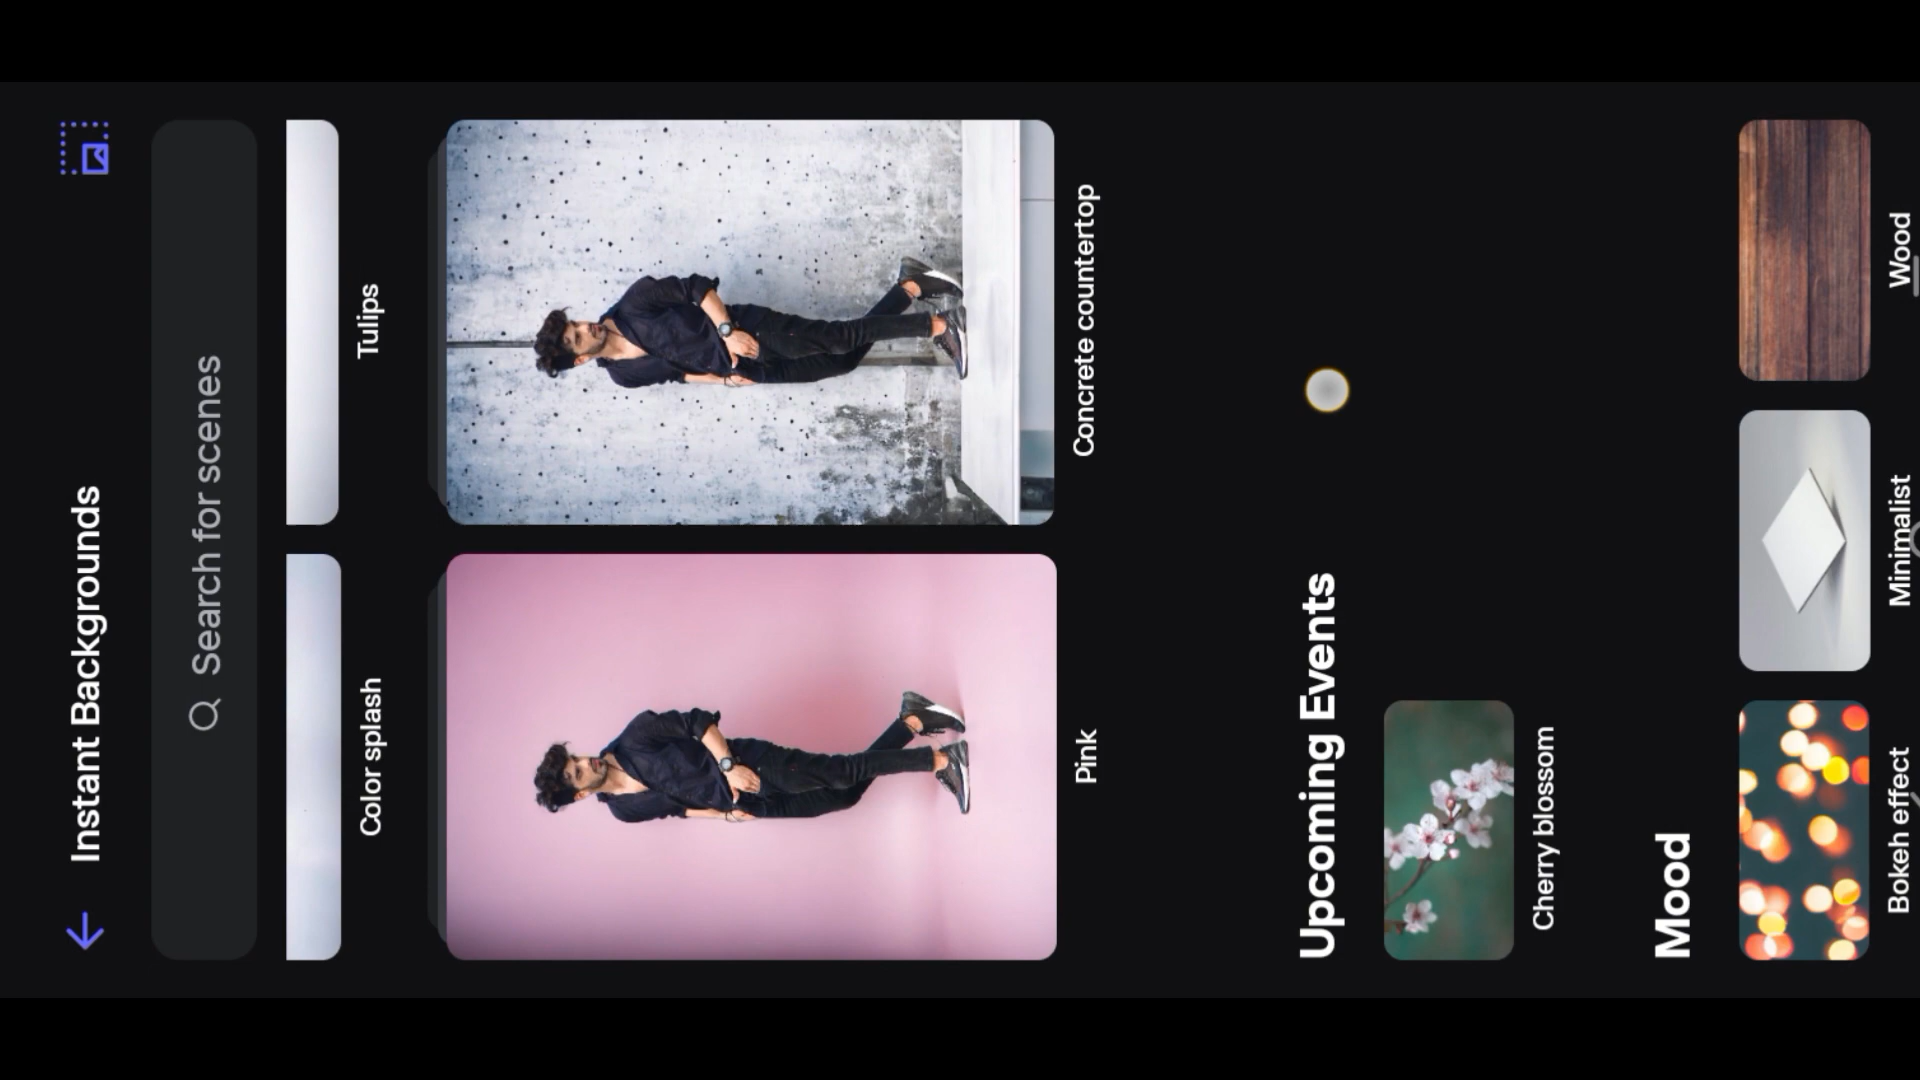 Instant Backgrounds
Search for scenes
Color splash
Tulips
Pink
Concrete countertop
Upcoming Events
Cherry blossom
Mood
Bokeh effect
Minimalist
Wood